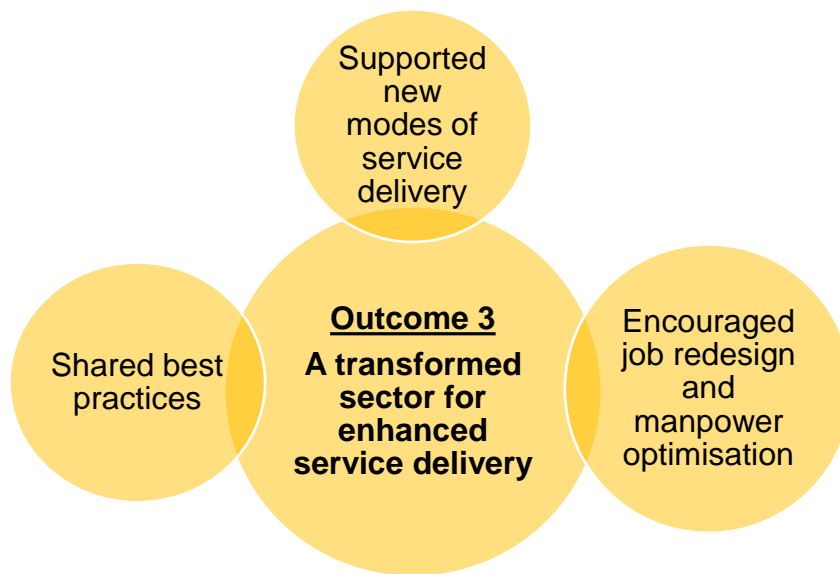 Supported
new
modes of
service
delivery
Shared best
practices
Outcome 3
A transformed
sector for
enhanced
service delivery
Encouraged
job redesign
and
manpower
optimisation